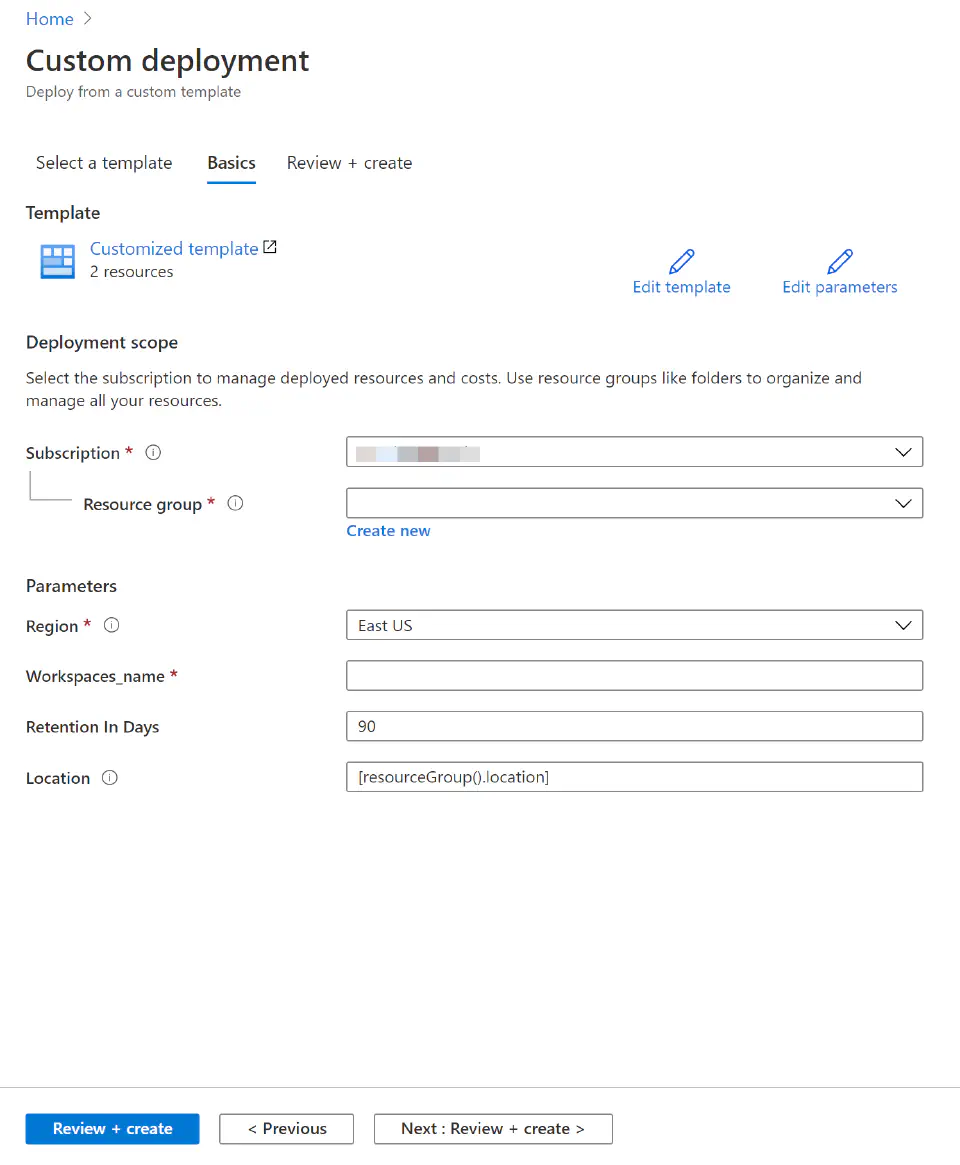 Home >
Custom deployment
Deploy from a custom template
Select a template Basics Review + create
Template
Customized template
2 resources
Edit template Edit parameters
Deployment scope
Select the subscription to manage deployed resources and costs. Use resource groups like folders to organize and
manage all your resources.
Subscription *
Resource group *
Create new
Parameters
Region * East US
Workspaces_name *
Retention In Days 90
Location [resourceGroup().location]
Review + create < Previous Next : Review + create >